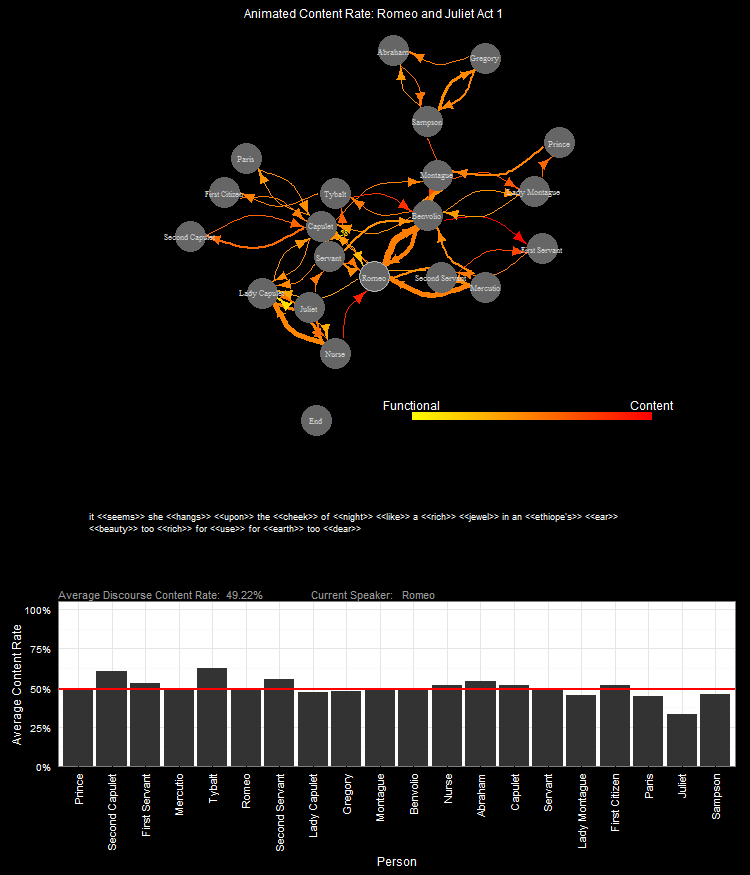 Animated Content Rate: Romeo and Juliet Act 1
Abraham
Gregory
Sampson
Prince
Paris
Montague
First Citizen
Tybalt
Lady Montague
Benvolio
Capulet
Second Capulet
First Servant
Servant
Romeo
Second Servant
Mercutio
Lady Capulet
Juliet
Nurse
Functional
Content
End
it <<seems>> she <<hangs>> <<upon>> the <<cheek>> of <<night>> <<like>> a <<rich>> <<jewel>> in an <<ethiope's>> <<ear>>
<<beauty>> too <<rich>> for <<use>> for <<earth>> too <<dear>>
Average Discourse Content Rate: 49.22%
Current Speaker: Romeo
Average Content Rate
100%
75%
50%
25%
0%
Prince
Second Capulet
First Servant
Mercutio
Tybalt
Romeo
Second Servant
Lady Capulet
Gregory
Montague
Benvolio
Nurse
Abraham
Capulet
Servant
Lady Montague
First Citizen
Paris
Juliet
Sampson
Person